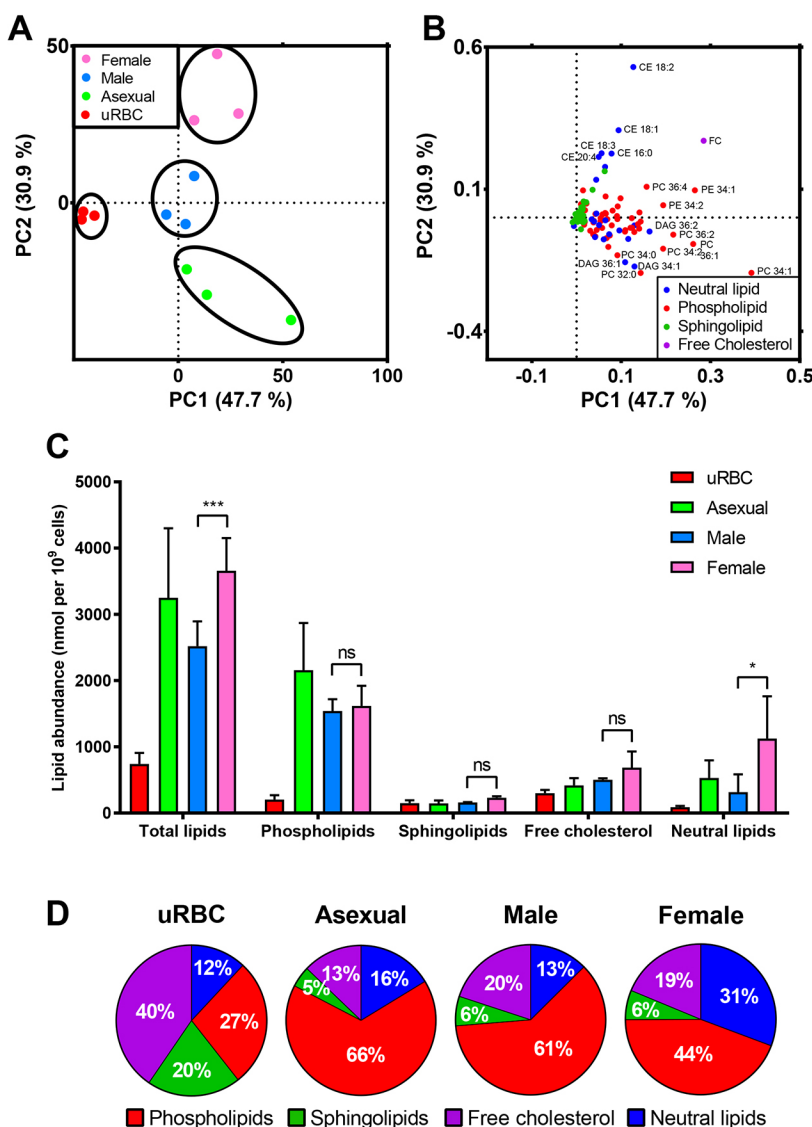 A
50
0
PC2 (30.9 %)
Female
Male
Asexual
uRBC
0
50
100
PC1 (47.7 %)
B
0.6
0.1
-0.4
PC2 (30.9 %)
CE 18:2
CE 18:1
FC
CE 18:3
CE 20:4
CE 16:0
PC 36:4
PE 34:1
PE 34:2
DAG 36:2
PC 36:2
PC 34:0
PC 34:2
PC
36:1
DAG 36:1
DAG 34:1
PC 32:0
PC 34:1
Neutral lipid
Phospholipid
Sphingolipid
Free Cholesterol
-0.1
0.1
0.3
0.5
PC1 (47.7 %)
C
Lipid abundance (nmol per 10⁹ cells)
5000
4000
3000
2000
1000
0
uRBC
Asexual
Male
Female
***
ns
ns
ns
*
Total lipids
Phospholipids
Sphingolipids
Free cholesterol
Neutral lipids
D
uRBC
Asexual
Male
Female
12%
27%
20%
40%
16%
66%
5%
13%
13%
61%
6%
20%
31%
44%
6%
19%
Phospholipids
Sphingolipids
Free cholesterol
Neutral lipids